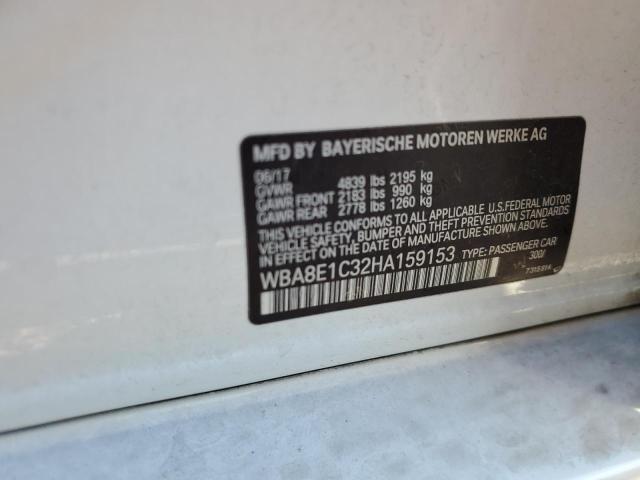 MFD BY BAYERISCHE MOTOREN WERKE AG
06/17
GVWR 4839 lbs 2195 kg
GAWR FRONT 2183 lbs 990 kg
GAWR REAR 2778 lbs 1260 kg
THIS VEHICLE CONFORMS TO ALL APPLICABLE U.S. FEDERAL MOTOR
VEHICLE SAFETY, BUMPER AND THEFT PREVENTION STANDARDS
IN EFFECT ON THE DATE OF MANUFACTURE SHOWN ABOVE.
WBA8E1C32HA159153 TYPE: PASSENGER CAR
300/
7315814